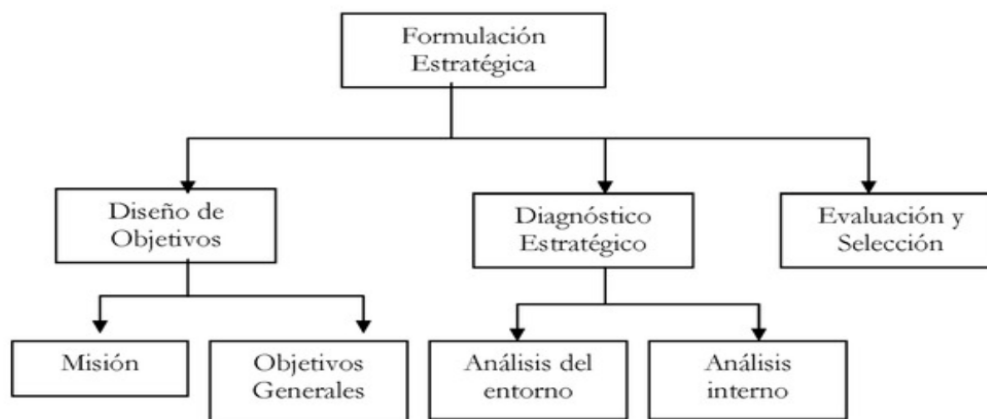 Formulación
Estratégica
Diseño de
Objetivos
Diagnóstico
Estratégico
Evaluación y
Selección
Misión
Objetivos
Generales
Análisis del
entorno
Análisis
interno